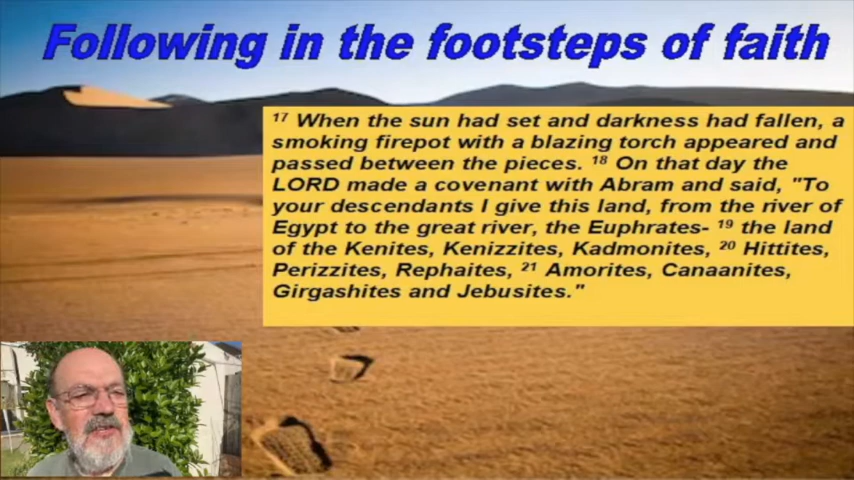 Following in the footsteps of faith
17 When the sun had set and darkness had fallen, a
smoking firepot with a blazing torch appeared and
passed between the pieces. 18 On that day the
LORD made a covenant with Abram and said, "To
your descendants I give this land, from the river of
Egypt to the great river, the Euphrates- 19 the land
of the Kenites, Kenizzites, Kadmonites, 20 Hittites,
Perizzites, Rephaites, 21 Amorites, Canaanites,
Girgashites and Jebusites."